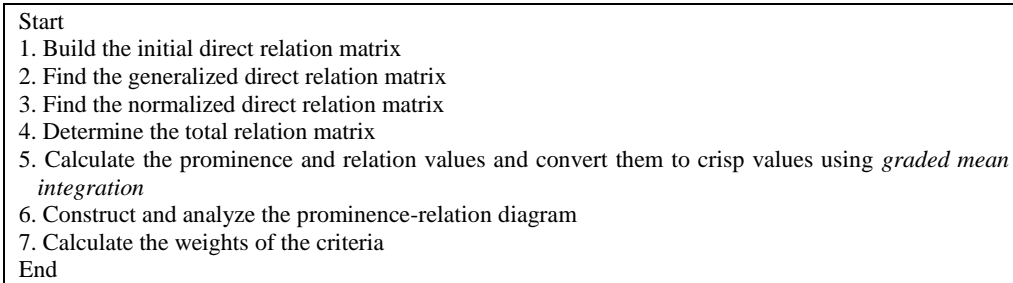 Start
1. Build the initial direct relation matrix
2. Find the generalized direct relation matrix
3. Find the normalized direct relation matrix
4. Determine the total relation matrix
5. Calculate the prominence and relation values and convert them to crisp values using graded mean
integration
6. Construct and analyze the prominence-relation diagram
7. Calculate the weights of the criteria
End